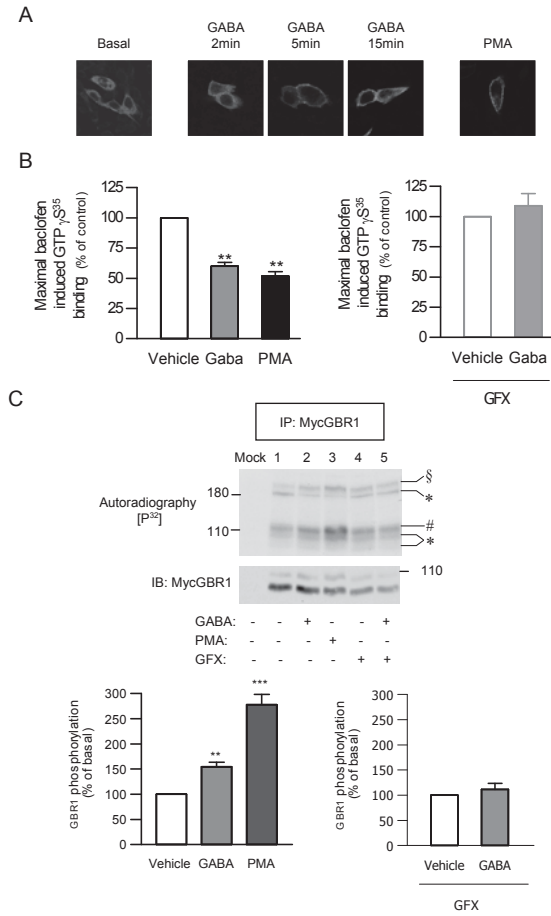 A
Basal
GABA
2min
GABA
5min
GABA
15min
PMA
B
Maximal baclofen
induced GTPγS35
binding (% of control)
125
100
75
50
25
0
**
**
Vehicle Gaba PMA
Maximal baclofen
induced GTPγS35
binding (% of control)
125
100
75
50
25
0
Vehicle Gaba
GFX
C
IP: MycGBR1
Mock 1 2 3 4 5
Autoradiography
[P32]
180
110
§
*
#
*
IB: MycGBR1
110
GABA: - - + - - +
PMA: - - - + - -
GFX: - - - - + +
GBR1 phosphorylation
(% of basal)
300
250
200
150
100
50
0
**
***
Vehicle GABA PMA
GBR1 phosphorylation
(% of basal)
300
250
200
150
100
50
0
Vehicle GABA
GFX